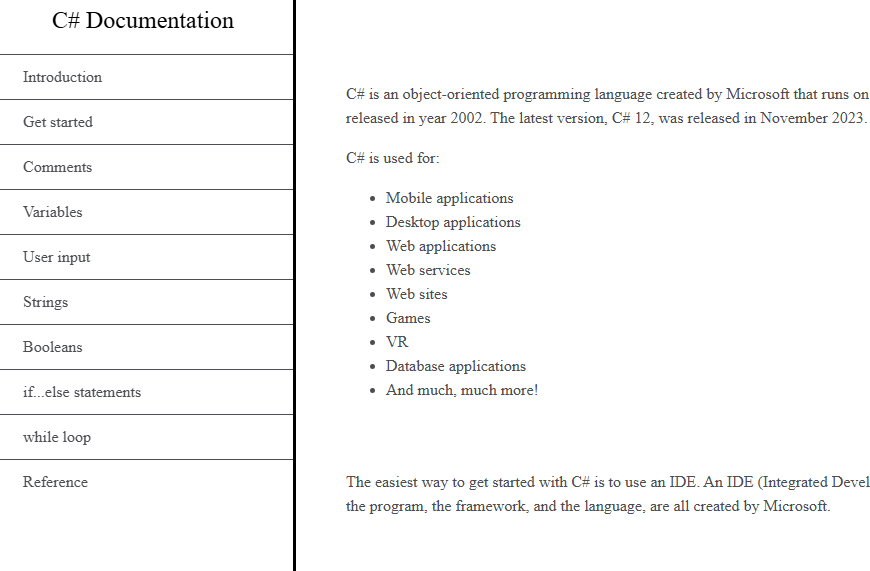 C# Documentation
Introduction
Get started
Comments
Variables
User input
Strings
Booleans
if...else statements
while loop
Reference
C# is an object-oriented programming language created by Microsoft that runs on
released in year 2002. The latest version, C# 12, was released in November 2023.
C# is used for:
Mobile applications
Desktop applications
Web applications
Web services
Web sites
Games
VR
Database applications
And much, much more!
The easiest way to get started with C# is to use an IDE. An IDE (Integrated Devel
the program, the framework, and the language, are all created by Microsoft.